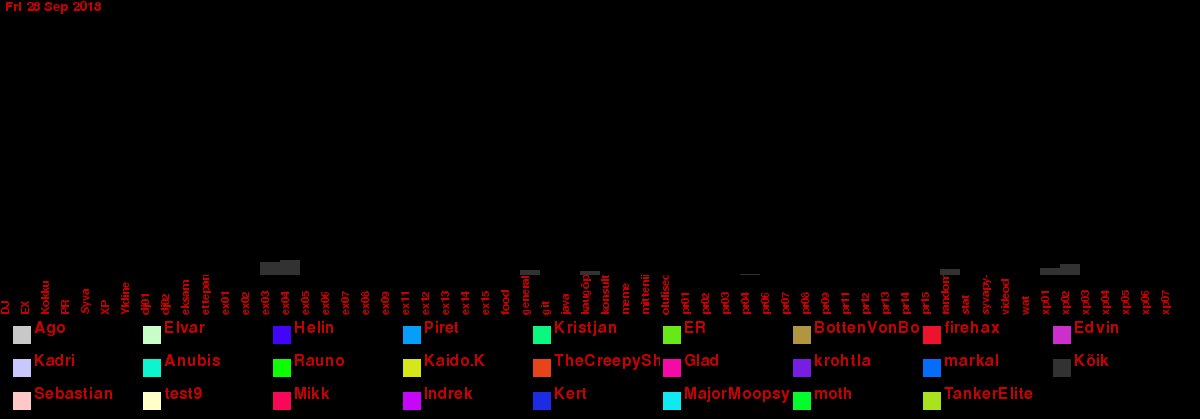 Fri 28 Sep 2018
DJ EX Kokku PR Syva XP Yldine dj01 dj02 eksam ettepan ex01 ex02 ex03 ex04 ex05 ex06 ex07 ex08 ex09 ex11 ex12 ex13 ex14 ex15 food general git java kaugõp konsult meme mitteniii olulisec pr01 pr02 pr03 pr04 pr06 pr07 pr08 pr09 pr11 pr12 pr13 pr14 pr15 random stat syvapy- videod wat xp01 xp02 xp03 xp04 xp05 xp06 xp07
Ago Elvar Helin Piret Kristjan ER BottenVonBo firehax Edvin
Kadri Anubis Rauno Kaido.K TheCreepySh Glad krohtla markal Kõik
Sebastian test9 Mikk Indrek Kert MajorMoopsy moth TankerElite